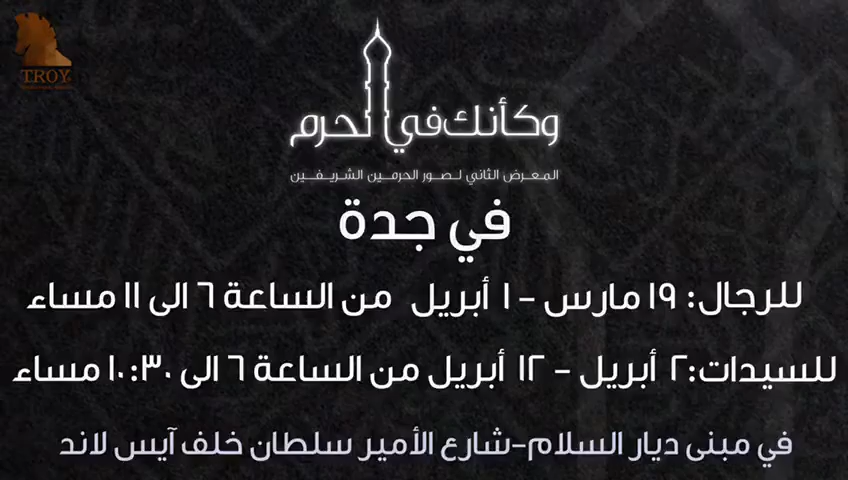 TROY
وكأنك في الحرم
المعرض الثاني لصور الحرمين الشريفين
في جدة
للرجال: ١٩ مارس - ١ أبريل من الساعة ٦ الى ١١ مساء
للسيدات: ٢ أبريل - ١٢ أبريل من الساعة ٦ الى ١٠:٣٠ مساء
في مبنى ديار السلام-شارع الأمير سلطان خلف آيس لاند